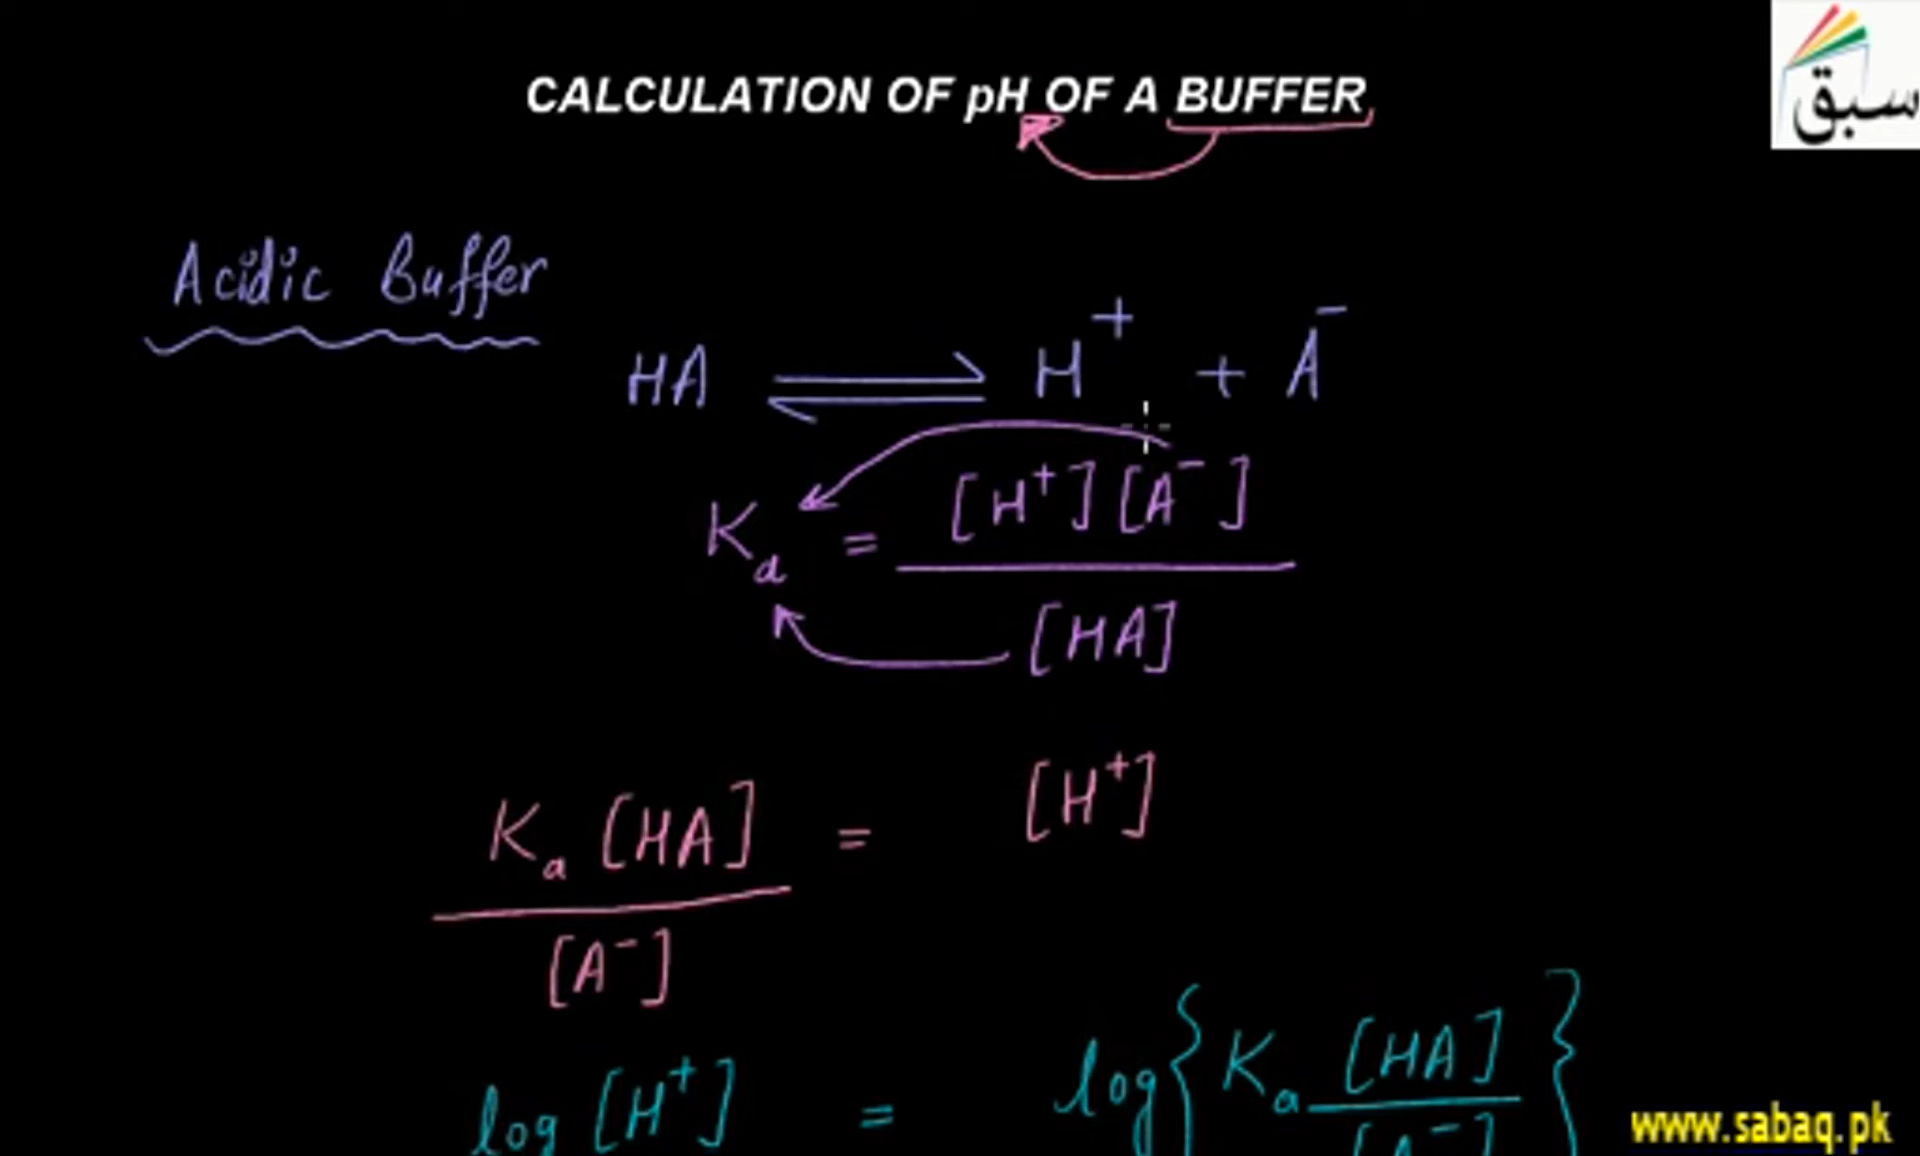 CALCULATION OF pH OF A BUFFER
سبق
Acidic Buffer
HA ⇌ H⁺ + A⁻
Kₐ = [H⁺][A⁻]
[HA]
Kₐ [HA] = [H⁺]
[A⁻]
log [H⁺] = log{Kₐ [HA]}
[A⁻]
www.sabaq.pk